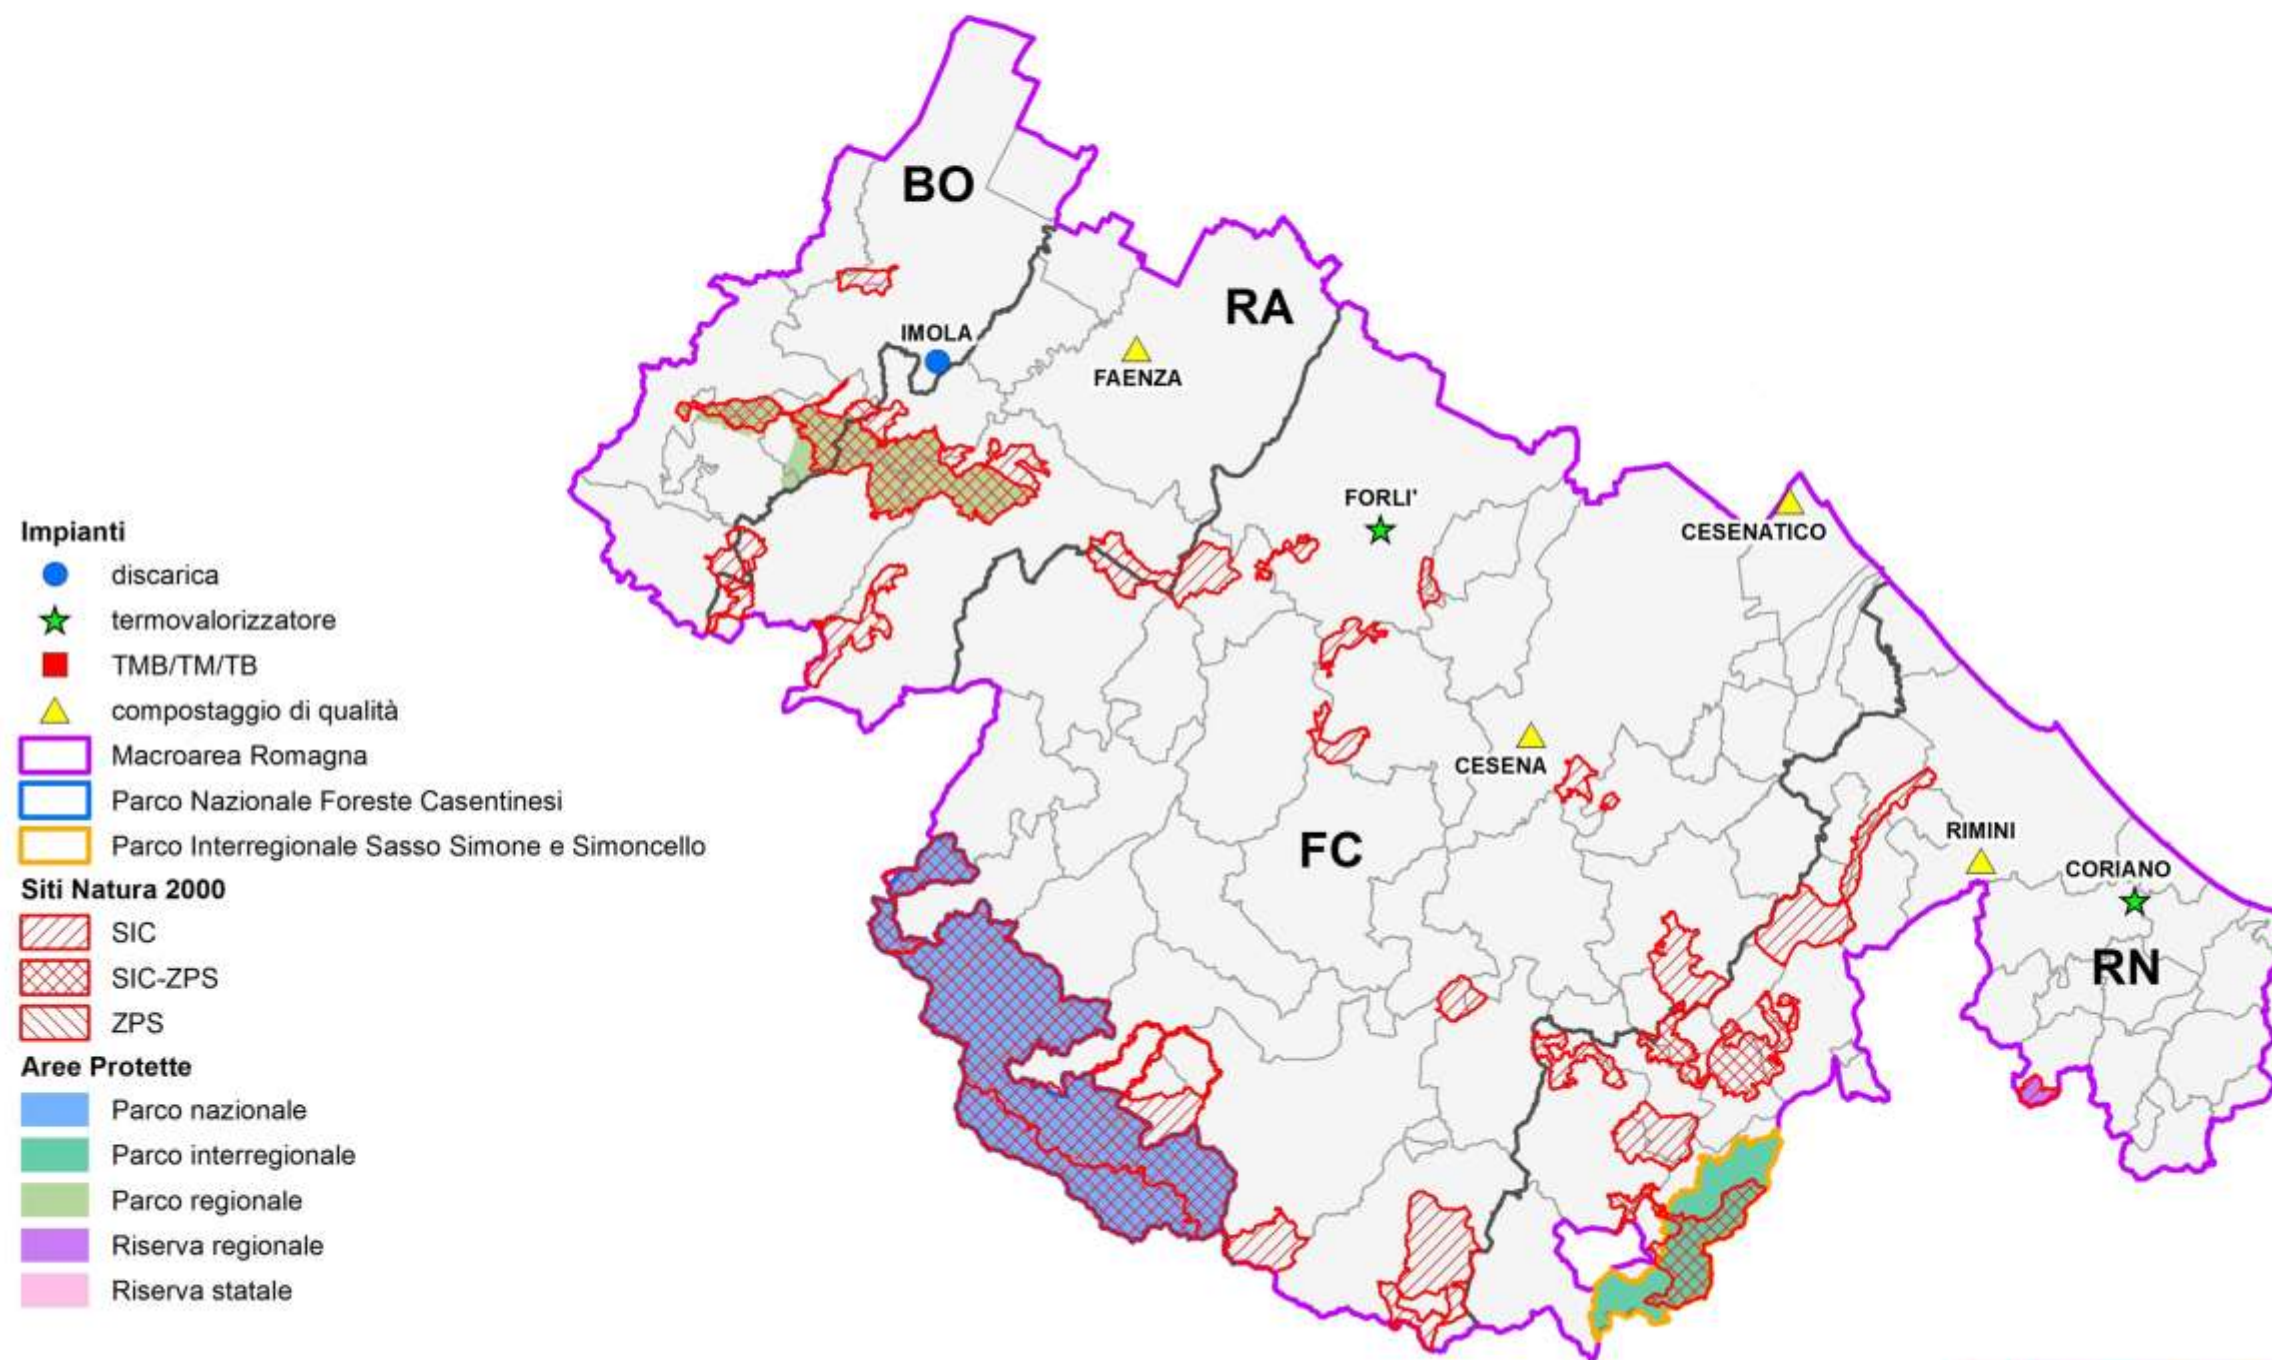 BO
RA
IMOLA
FAENZA
FORLI'
CESENATICO
CESENA
FC
RIMINI
CORIANO
RN
Impianti
discarica
termovalorizzatore
TMB/TM/TB
compostaggio di qualità
Macroarea Romagna
Parco Nazionale Foreste Casentinesi
Parco Interregionale Sasso Simone e Simoncello
Siti Natura 2000
SIC
SIC-ZPS
ZPS
Aree Protette
Parco nazionale
Parco interregionale
Parco regionale
Riserva regionale
Riserva statale